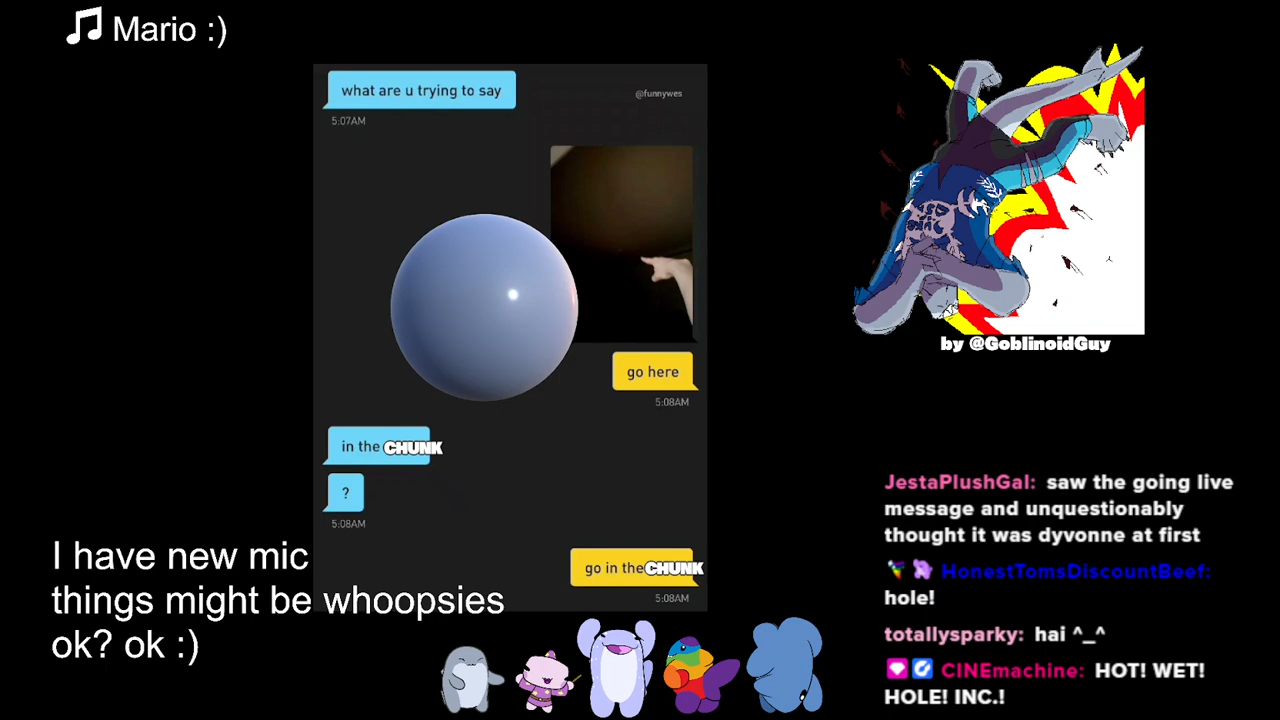 Mario :)
what are u trying to say
@funnywes
5:07AM
go here
5:08AM
in the CHUNK
?
5:08AM
go in the CHUNK
5:08AM
I have new mic
things might be whoopsies
ok? ok :)
by @GoblinoidGuy
JestaPlushGal: saw the going live
message and unquestionably
thought it was dyvonne at first
HonestTomsDiscountBeef:
hole!
totallysparky: hai ^_^
CINEmachine: HOT! WET!
HOLE! INC.!